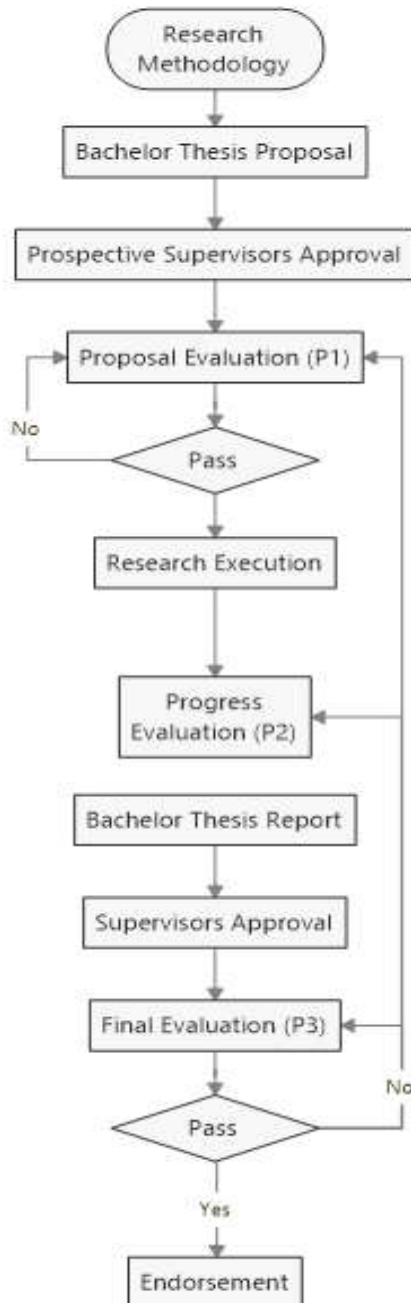 Research
Methodology
Bachelor Thesis Proposal
Prospective Supervisors Approval
Proposal Evaluation (P1)
No
Pass
Research Execution
Progress
Evaluation (P2)
Bachelor Thesis Report
Supervisors Approval
Final Evaluation (P3)
No
Pass
Yes
Endorsement